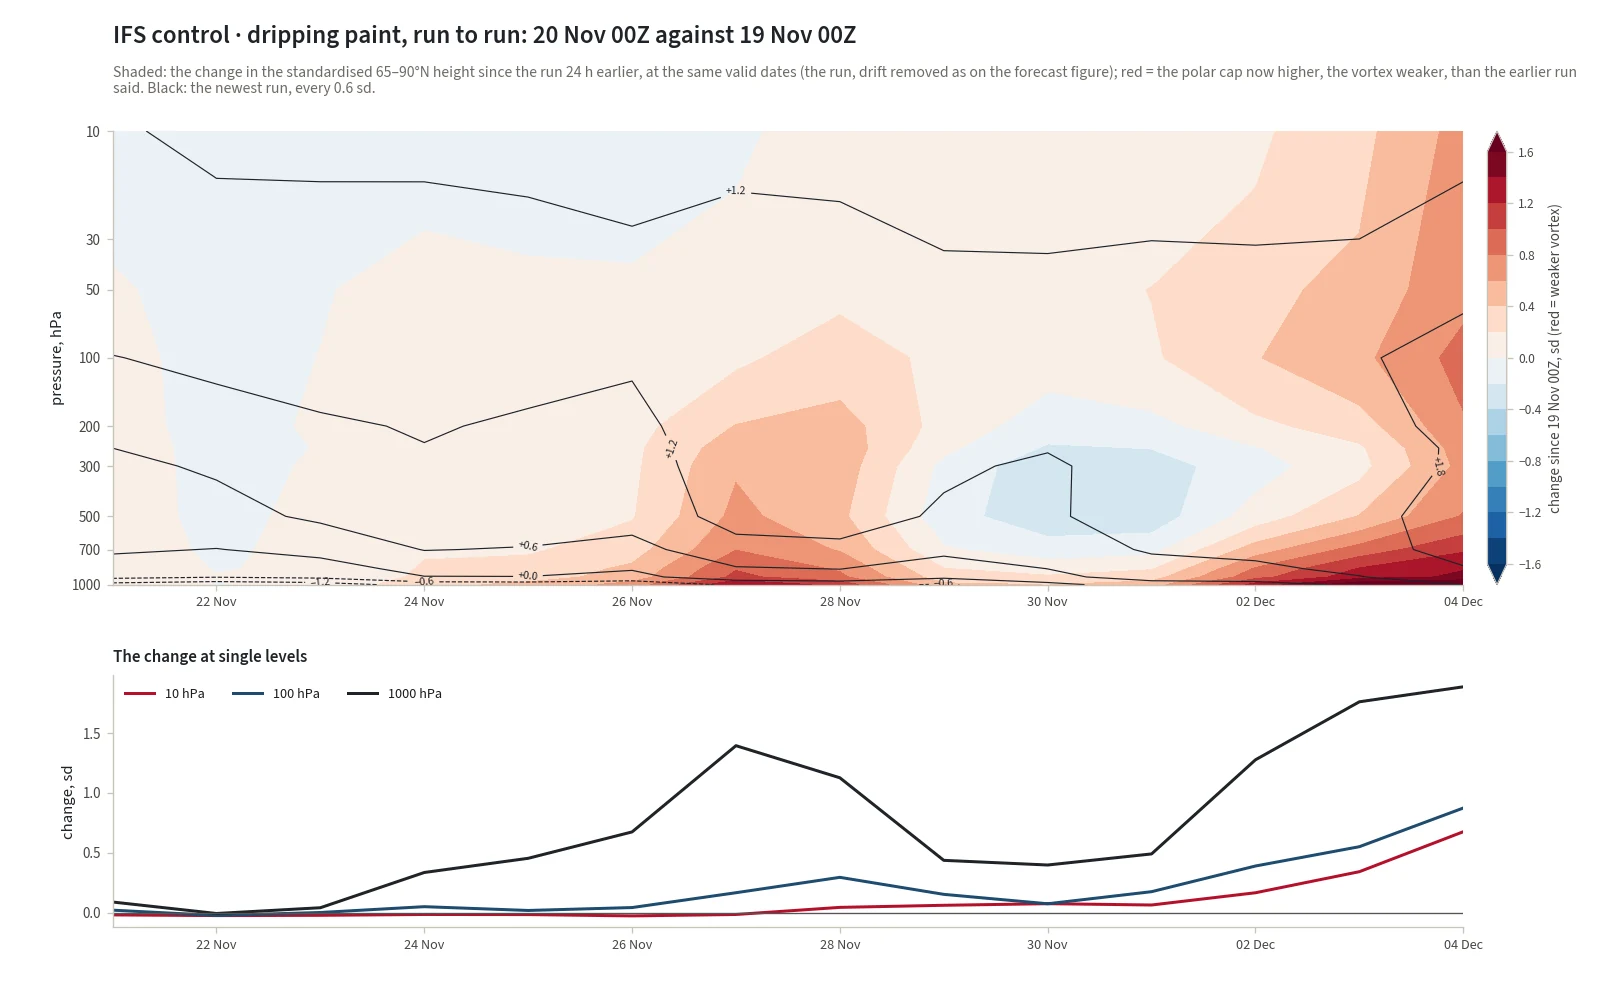 IFS control · dripping paint, run to run: 20 Nov 00Z against 19 Nov 00Z
Shaded: the change in the standardised 65–90°N height since the run 24 h earlier, at the same valid dates (the run, drift removed as on the forecast figure); red = the polar cap now higher, the vortex weaker, than the earlier run
said. Black: the newest run, every 0.6 sd.
10
30
50
100
200
300
500
700
1000
pressure, hPa
+1.2
+1.2
+1.8
+0.6
+0.0
-1.2
-0.6
-0.6
22 Nov
24 Nov
26 Nov
28 Nov
30 Nov
02 Dec
04 Dec
1.6
1.2
0.8
0.4
0.0
−0.4
−0.8
−1.2
−1.6
change since 19 Nov 00Z, sd (red = weaker vortex)
The change at single levels
10 hPa
100 hPa
1000 hPa
1.5
1.0
0.5
0.0
change, sd
22 Nov
24 Nov
26 Nov
28 Nov
30 Nov
02 Dec
04 Dec